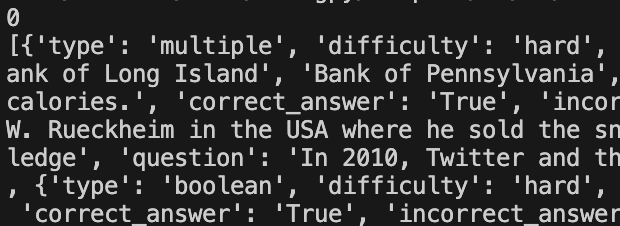 0
[{'type': 'multiple', 'difficulty': 'hard',
ank of Long Island', 'Bank of Pennsylvania',
calories.', 'correct_answer': 'True', 'incor
W. Rueckheim in the USA where he sold the sn
ledge', 'question': 'In 2010, Twitter and th
, {'type': 'boolean', 'difficulty': 'hard',
'correct_answer': 'True', 'incorrect_answer